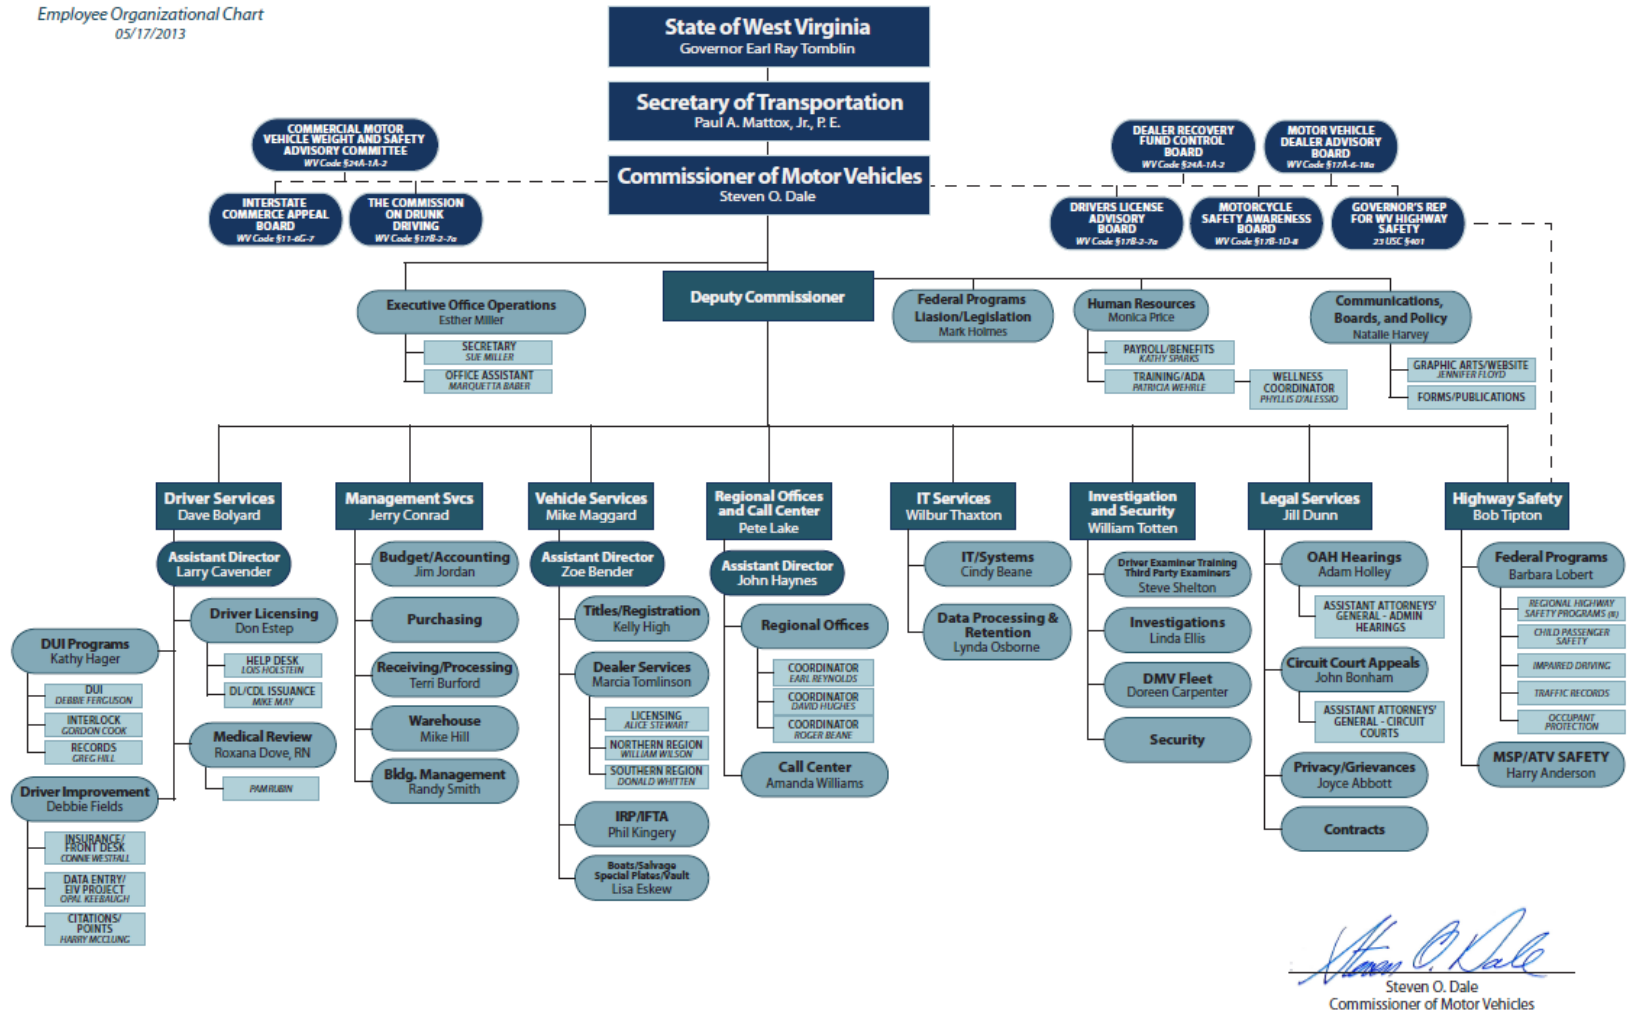 Employee Organizational Chart
05/17/2013
State of West Virginia
Governor Earl Ray Tomblin
Secretary of Transportation
Paul A. Mattox, Jr., P. E.
Commissioner of Motor Vehicles
Steven O. Dale
COMMERCIAL MOTOR
VEHICLE WEIGHT AND SAFETY
ADVISORY COMMITTEE
WV Code §24A-1A-2
INTERSTATE
COMMERCE APPEAL
BOARD
WV Code §11-6G-7
THE COMMISSION
ON DRUNK
DRIVING
WV Code §17B-2-7a
DEALER RECOVERY
FUND CONTROL
BOARD
WV Code §24A-1A-2
MOTOR VEHICLE
DEALER ADVISORY
BOARD
WV Code §17A-6-18a
DRIVERS LICENSE
ADVISORY
BOARD
WV Code §17B-2-7a
MOTORCYCLE
SAFETY AWARENESS
BOARD
WV Code §17B-1D-8
GOVERNOR'S REP
FOR WV HIGHWAY
SAFETY
23 USC §401
Executive Office Operations
Esther Miller
SECRETARY
SUE MILLER
OFFICE ASSISTANT
MARQUETTA BABER
Deputy Commissioner
Federal Programs
Liasion/Legislation
Mark Holmes
Human Resources
Monica Price
PAYROLL/BENEFITS
KATHY SPARKS
TRAINING/ADA
PATRICIA WEHRLE
WELLNESS
COORDINATOR
PHYLLIS D'ALESSIO
Communications,
Boards, and Policy
Natalie Harvey
GRAPHIC ARTS/WEBSITE
JENNIFER FLOYD
FORMS/PUBLICATIONS
Driver Services
Dave Bolyard
Assistant Director
Larry Cavender
Driver Licensing
Don Estep
HELP DESK
LOIS HOLSTEIN
DL/CDL ISSUANCE
MIKE MAY
DUI Programs
Kathy Hager
DUI
DEBBIE FERGUSON
INTERLOCK
GORDON COOK
RECORDS
GREG HILL
Medical Review
Roxana Dove, RN
PAM RUBIN
Driver Improvement
Debbie Fields
INSURANCE/
FRONT DESK
CONNIE WESTFALL
DATA ENTRY/
EIV PROJECT
OPAL KEEBAUGH
CITATIONS/
POINTS
HARRY MCCLUNG
Management Svcs
Jerry Conrad
Budget/Accounting
Jim Jordan
Purchasing
Receiving/Processing
Terri Burford
Warehouse
Mike Hill
Bldg. Management
Randy Smith
Vehicle Services
Mike Maggard
Assistant Director
Zoe Bender
Titles/Registration
Kelly High
Dealer Services
Marcia Tomlinson
LICENSING
ALICE STEWART
NORTHERN REGION
WILLIAM WILSON
SOUTHERN REGION
DONALD WHITTEN
IRP/IFTA
Phil Kingery
Boats/Salvage
Special Plates/Vault
Lisa Eskew
Regional Offices
and Call Center
Pete Lake
Assistant Director
John Haynes
Regional Offices
COORDINATOR
EARL REYNOLDS
COORDINATOR
DAVID HUGHES
COORDINATOR
ROGER BEANE
Call Center
Amanda Williams
IT Services
Wilbur Thaxton
IT/Systems
Cindy Beane
Data Processing &
Retention
Lynda Osborne
Investigation
and Security
William Totten
Driver Examiner Training
Third Party Examiners
Steve Shelton
Investigations
Linda Ellis
DMV Fleet
Doreen Carpenter
Security
Legal Services
Jill Dunn
OAH Hearings
Adam Holley
ASSISTANT ATTORNEYS'
GENERAL - ADMIN
HEARINGS
Circuit Court Appeals
John Bonham
ASSISTANT ATTORNEYS'
GENERAL - CIRCUIT
COURTS
Privacy/Grievances
Joyce Abbott
Contracts
Highway Safety
Bob Tipton
Federal Programs
Barbara Lobert
REGIONAL HIGHWAY
SAFETY PROGRAMS (8)
CHILD PASSENGER
SAFETY
IMPAIRED DRIVING
TRAFFIC RECORDS
OCCUPANT
PROTECTION
MSP/ATV SAFETY
Harry Anderson
Steven O. Dale
Steven O. Dale
Commissioner of Motor Vehicles